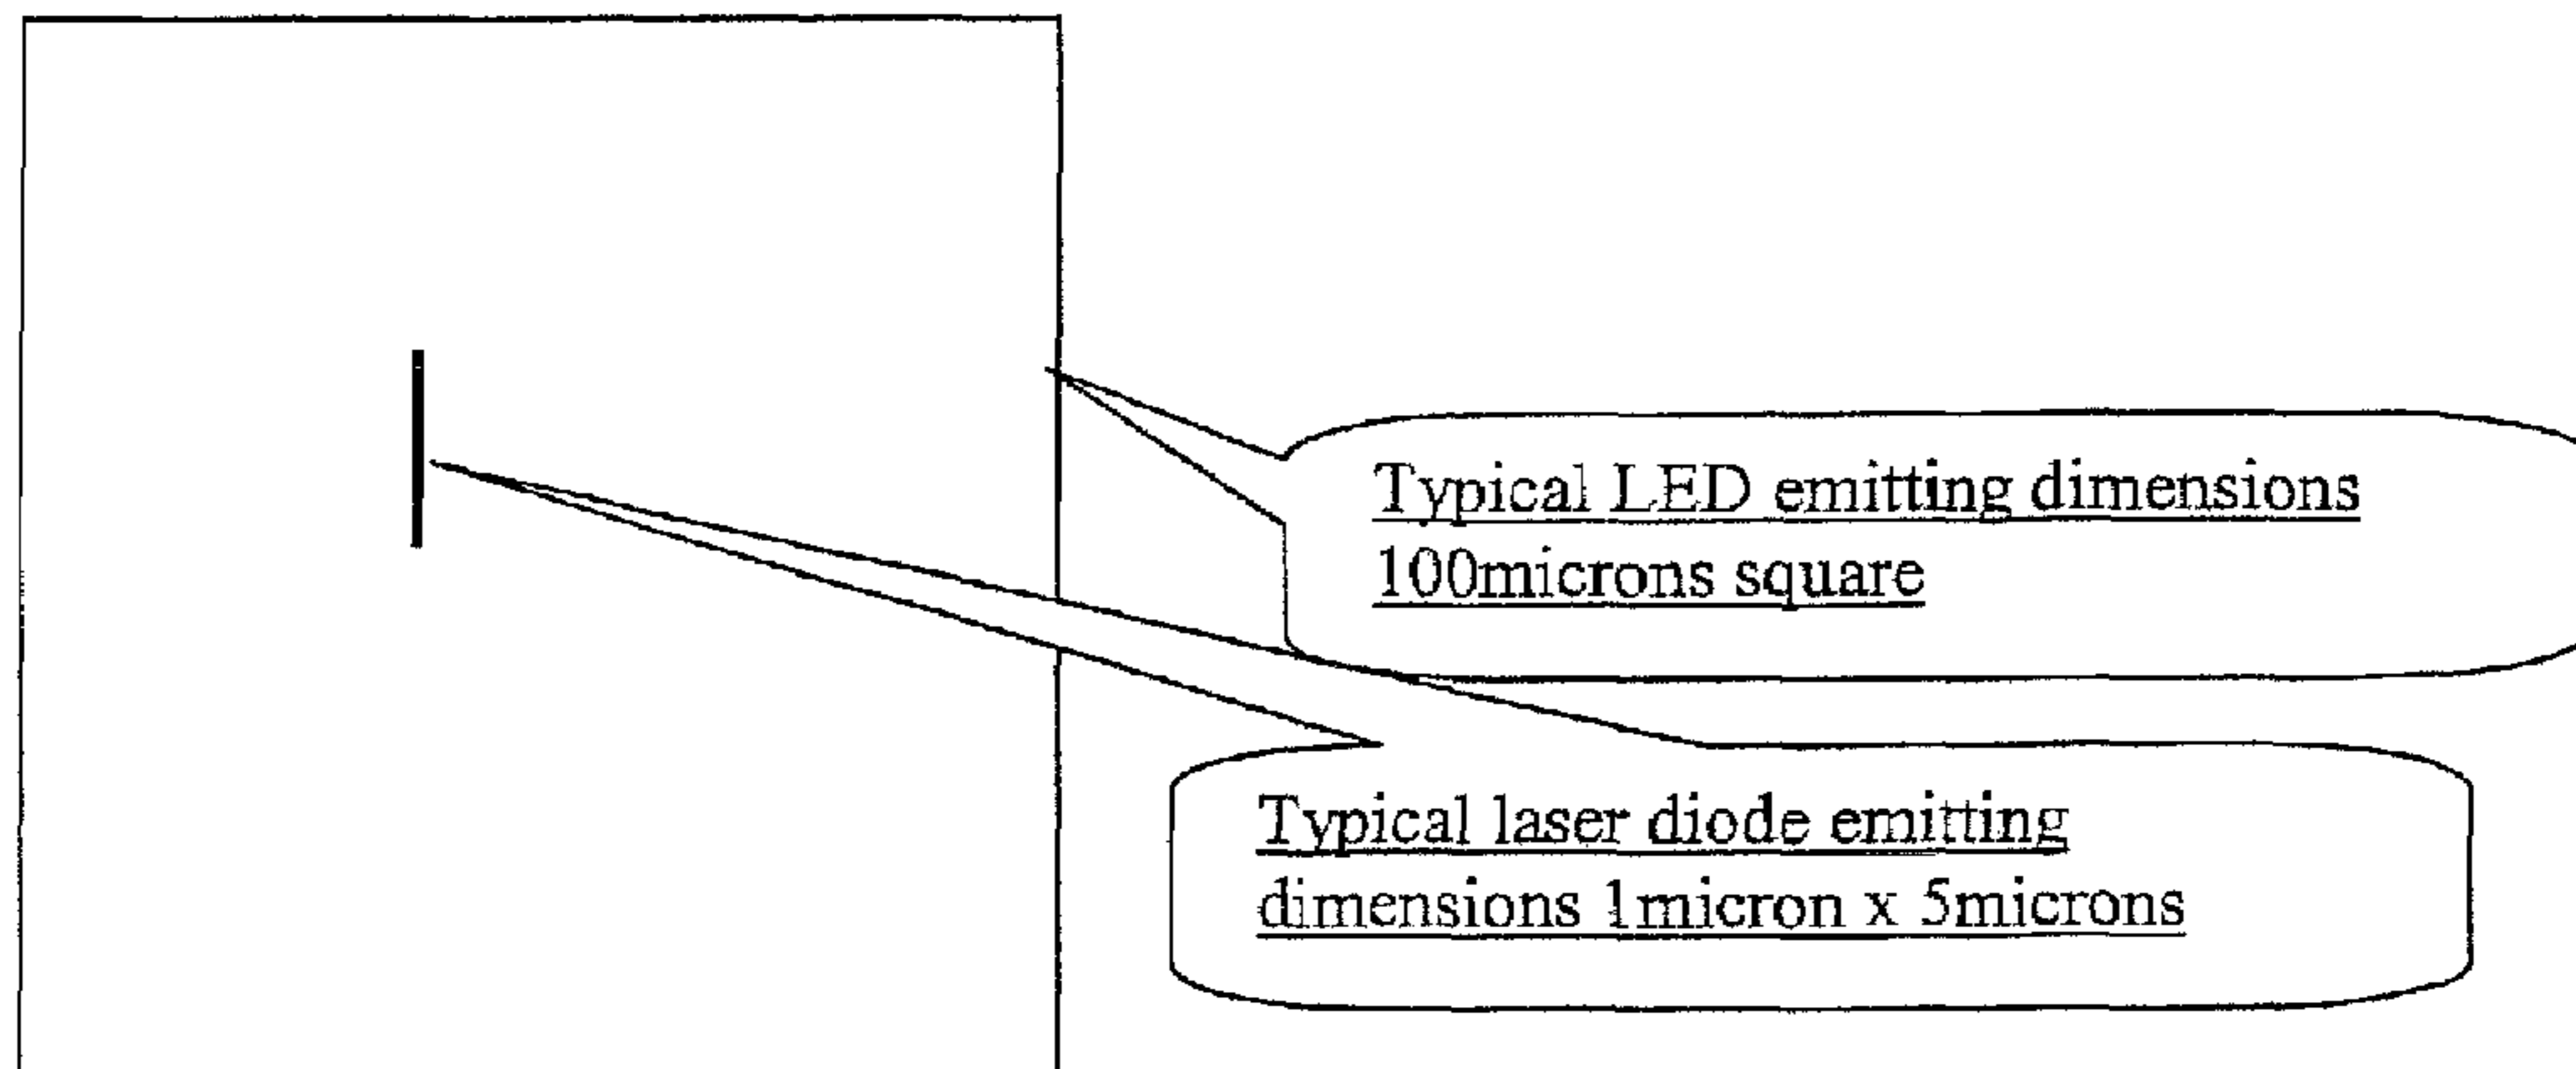 Typical LED emitting dimensions
100microns square
Typical laser diode emitting
dimensions 1micron x 5microns